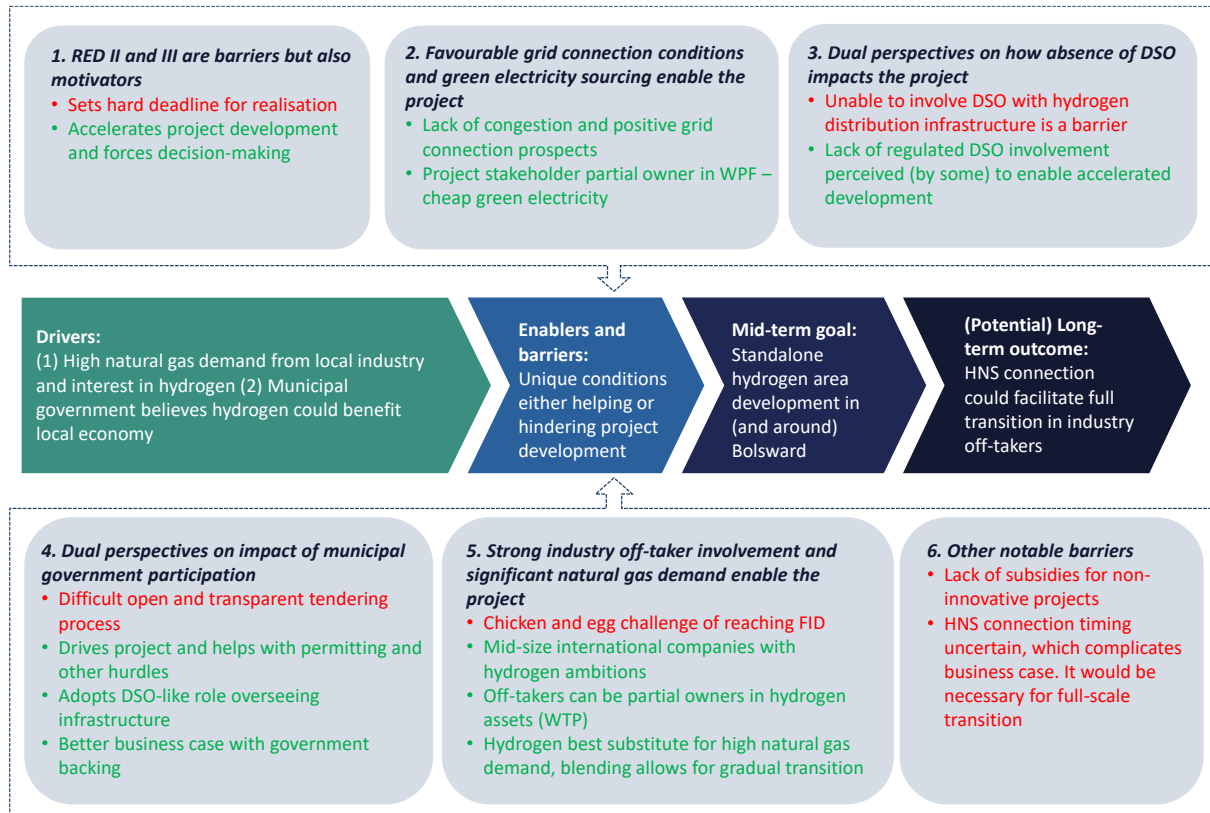 1. RED II and III are barriers but also
motivators
• Sets hard deadline for realisation
• Accelerates project development
and forces decision-making
2. Favourable grid connection conditions
and green electricity sourcing enable the
project
• Lack of congestion and positive grid
connection prospects
• Project stakeholder partial owner in WPF –
cheap green electricity
3. Dual perspectives on how absence of DSO
impacts the project
• Unable to involve DSO with hydrogen
distribution infrastructure is a barrier
• Lack of regulated DSO involvement
perceived (by some) to enable accelerated
development
Drivers:
(1) High natural gas demand from local industry
and interest in hydrogen (2) Municipal
government believes hydrogen could benefit
local economy
Enablers and
barriers:
Unique conditions
either helping or
hindering project
development
Mid-term goal:
Standalone
hydrogen area
development in
(and around)
Bolsward
(Potential) Long-
term outcome:
HNS connection
could facilitate full
transition in industry
off-takers
4. Dual perspectives on impact of municipal
government participation
• Difficult open and transparent tendering
process
• Drives project and helps with permitting and
other hurdles
• Adopts DSO-like role overseeing
infrastructure
• Better business case with government
backing
5. Strong industry off-taker involvement and
significant natural gas demand enable the
project
• Chicken and egg challenge of reaching FID
• Mid-size international companies with
hydrogen ambitions
• Off-takers can be partial owners in hydrogen
assets (WTP)
• Hydrogen best substitute for high natural gas
demand, blending allows for gradual transition
6. Other notable barriers
• Lack of subsidies for non-
innovative projects
• HNS connection timing
uncertain, which complicates
business case. It would be
necessary for full-scale
transition